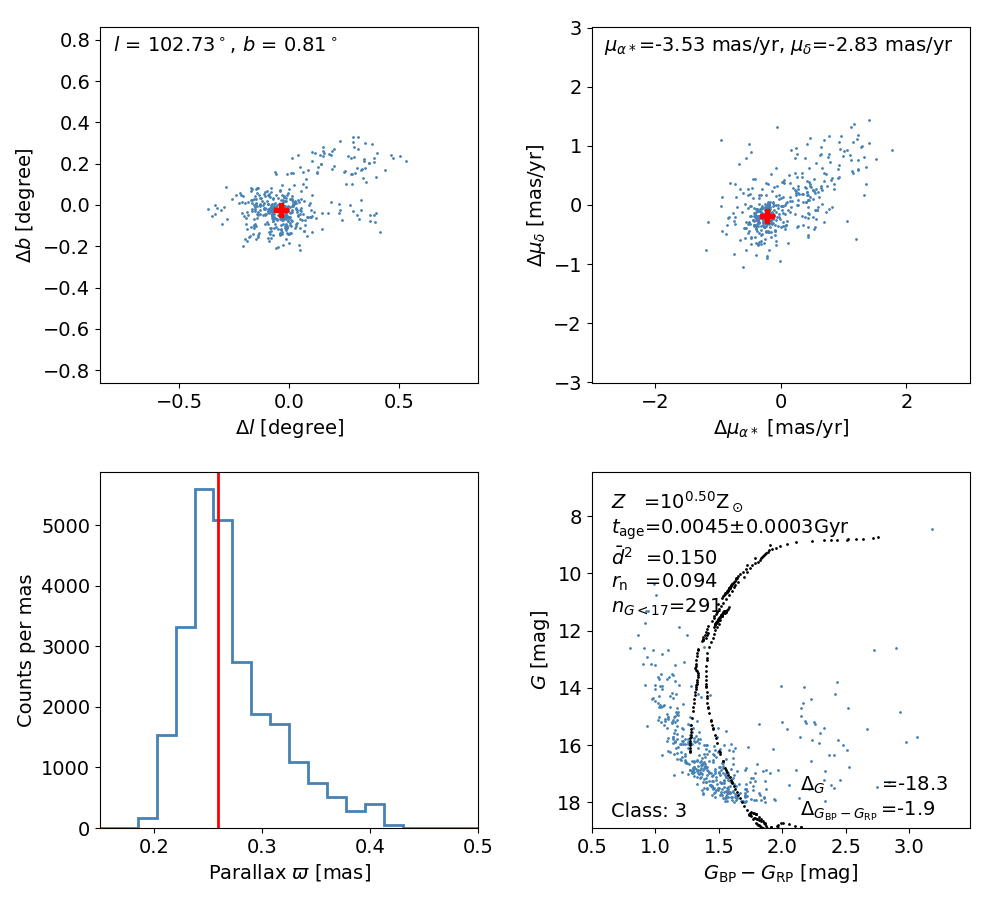 l = 102.73°, b = 0.81°
0.8
0.6
0.4
0.2
0.0
−0.2
−0.4
−0.6
−0.8
Δb [degree]
−0.5 0.0 0.5
Δl [degree]
μα∗=-3.53 mas/yr, μδ=-2.83 mas/yr
3
2
1
0
−1
−2
−3
Δμδ [mas/yr]
−2 0 2
Δμα∗ [mas/yr]
5000
4000
3000
2000
1000
0
Counts per mas
0.2 0.3 0.4 0.5
Parallax ϖ [mas]
Z =10^0.50Z⊙
tage=0.0045±0.0003Gyr
d̄² =0.150
rn =0.094
nG<17=291
8
10
12
14
16
18
G [mag]
ΔG =-18.3
Class: 3 ΔGBP−GRP =-1.9
0.5 1.0 1.5 2.0 2.5 3.0
GBP − GRP [mag]